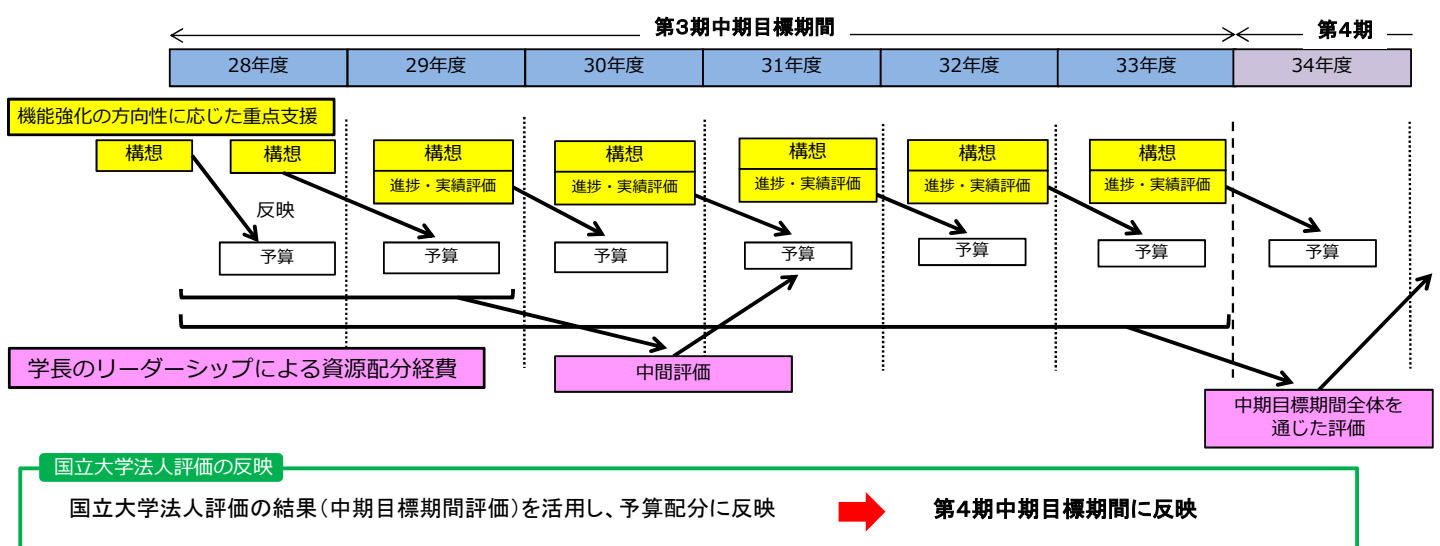 第3期中期目標期間
第4期
28年度
29年度
30年度
31年度
32年度
33年度
34年度
機能強化の方向性に応じた重点支援
構想
構想
構想
構想
構想
構想
構想
進捗・実績評価
進捗・実績評価
進捗・実績評価
進捗・実績評価
進捗・実績評価
反映
予算
予算
予算
予算
予算
予算
予算
学長のリーダーシップによる資源配分経費
中間評価
中期目標期間全体を
通じた評価
国立大学法人評価の反映
国立大学法人評価の結果(中期目標期間評価)を活用し、予算配分に反映
第4期中期目標期間に反映